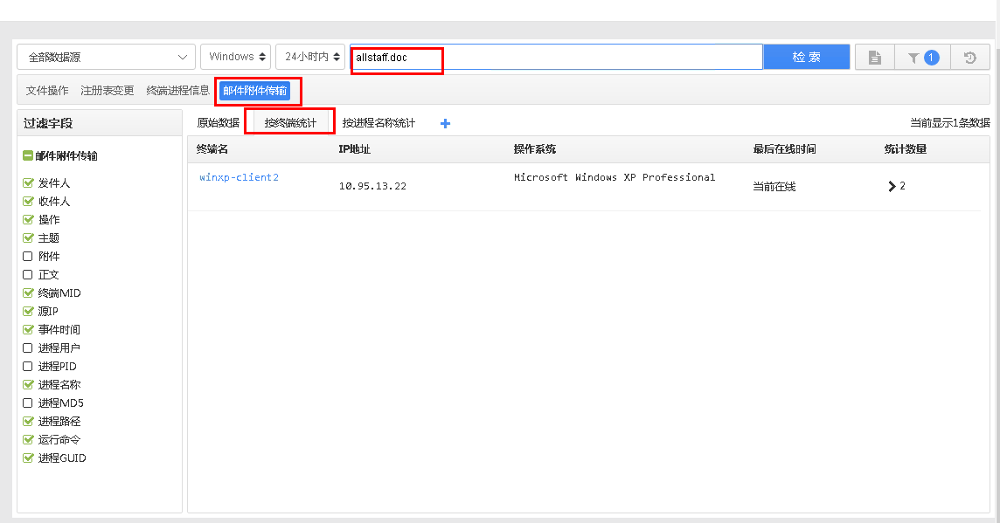 全部数据源 Windows 24小时内 allstaff.doc 检 索 1
文件操作 注册表变更 终端进程信息 邮件附件传输
过滤字段
邮件附件传输
发件人
收件人
操作
主题
附件
正文
终端MID
源IP
事件时间
进程用户
进程PID
进程名称
进程MD5
进程路径
运行命令
进程GUID
原始数据 按终端统计 按进程名称统计 + 当前显示1条数据
终端名 IP地址 操作系统 最后在线时间 统计数量
winxp-client2 10.95.13.22 Microsoft Windows XP Professional 当前在线 2